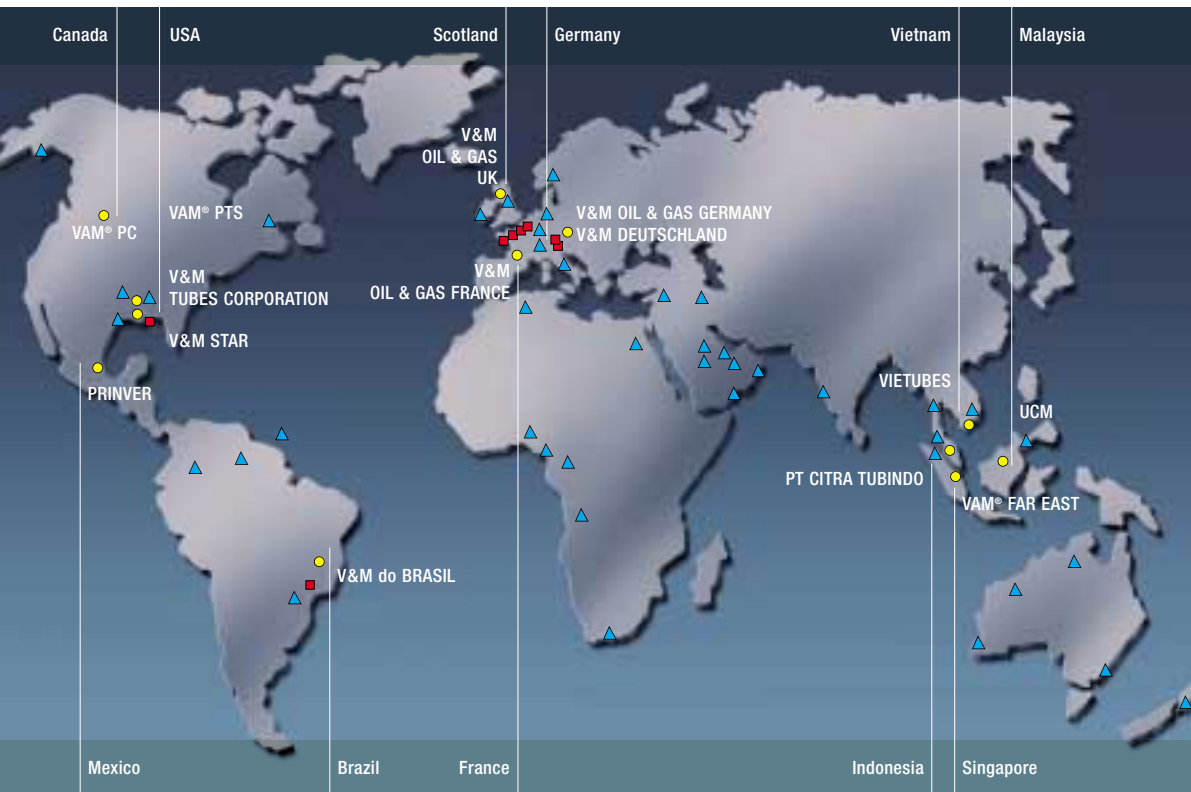 Canada
USA
Scotland
Germany
Vietnam
Malaysia
V&M
OIL & GAS
UK
VAM® PTS
VAM® PC
V&M OIL & GAS GERMANY
V&M DEUTSCHLAND
V&M
TUBES CORPORATION
V&M
OIL & GAS FRANCE
V&M STAR
PRINVER
VIETUBES
UCM
PT CITRA TUBINDO
VAM® FAR EAST
V&M do BRASIL
Mexico
Brazil
France
Indonesia
Singapore